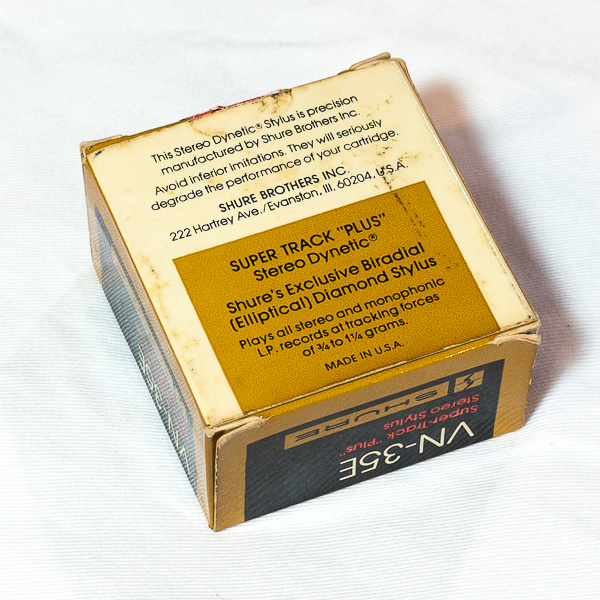 This Stereo Dynetic® Stylus is precision
manufactured by Shure Brothers Inc.
Avoid inferior imitations. They will seriously
degrade the performance of your cartridge.
SHURE BROTHERS INC.
222 Hartrey Ave./Evanston, Ill. 60204, U.S.A.
SUPER TRACK "PLUS"
Stereo Dynetic®
Shure's Exclusive Biradial
(Elliptical) Diamond Stylus
Plays all stereo and monophonic
L.P. records at tracking forces
of ¾ to 1¼ grams.
MADE IN U.S.A.
SHURE
Super-Track "Plus"
Stereo Stylus
VN-35E